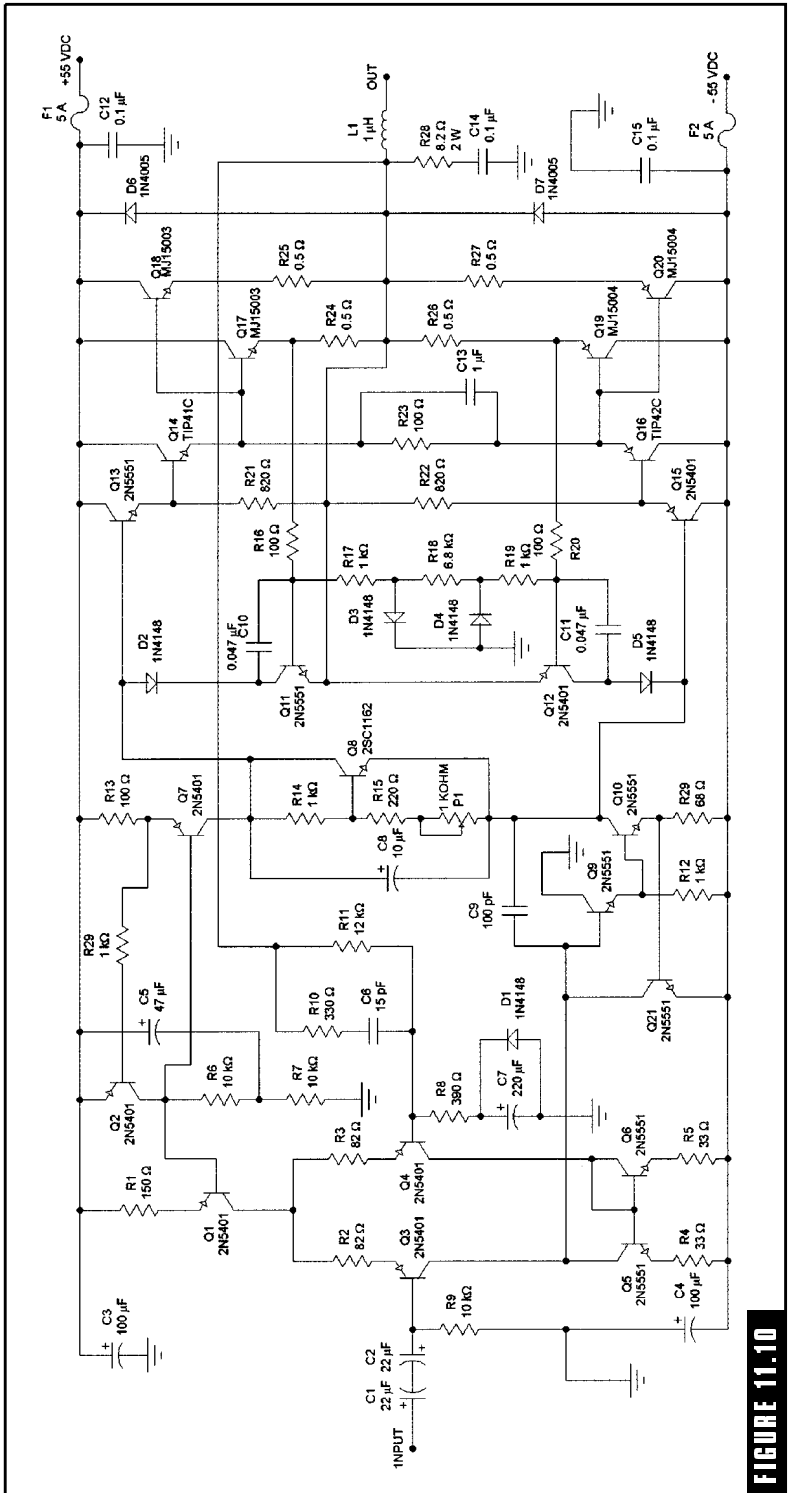 +55 VDC
F1
5 A
C12
0.1 µF
C3
100 µF
R1
150 Ω
Q1
2N5401
Q2
2N5401
R29
1 kΩ
C5
47 µF
R6
10 kΩ
R7
10 kΩ
R13
100 Ω
Q7
2N5401
D2
1N4148
Q13
2N5551
Q14
TIP41C
Q18
MJ15003
Q17
MJ15003
D6
1N4005
R25
0.5 Ω
R24
0.5 Ω
R21
820 Ω
R16
100 Ω
0.047 µF
C10
Q11
2N5551
R17
1 kΩ
D3
1N4148
R18
6.8 kΩ
D4
1N4148
R19
1 kΩ
100 Ω
R20
C11
0.047 µF
Q12
2N5401
D5
1N4148
R22
820 Ω
R23
100 Ω
C13
1 µF
R26
0.5 Ω
R27
0.5 Ω
L1
1 µH
OUT
R28
8.2 Ω
2 W
C14
0.1 µF
D7
1N4005
Q15
2N5401
Q16
TIP42C
Q19
MJ15004
Q20
MJ15004
C15
0.1 µF
F2
5 A
- 55 VDC
Q8
2SC1162
R14
1 kΩ
R15
220 Ω
1 KOHM
P1
C8
10 µF
C9
100 pF
Q9
2N5551
Q10
2N5551
R12
1 kΩ
R29
68 Ω
Q21
2N5551
R11
12 kΩ
R10
330 Ω
C6
15 pF
R8
390 Ω
D1
1N4148
C7
220 µF
R2
82 Ω
R3
82 Ω
Q3
2N5401
Q4
2N5401
Q5
2N5551
Q6
2N5551
R4
33 Ω
R5
33 Ω
R9
10 kΩ
C4
100 µF
C1
22 µF
C2
22 µF
1NPUT
FIGURE 11.10